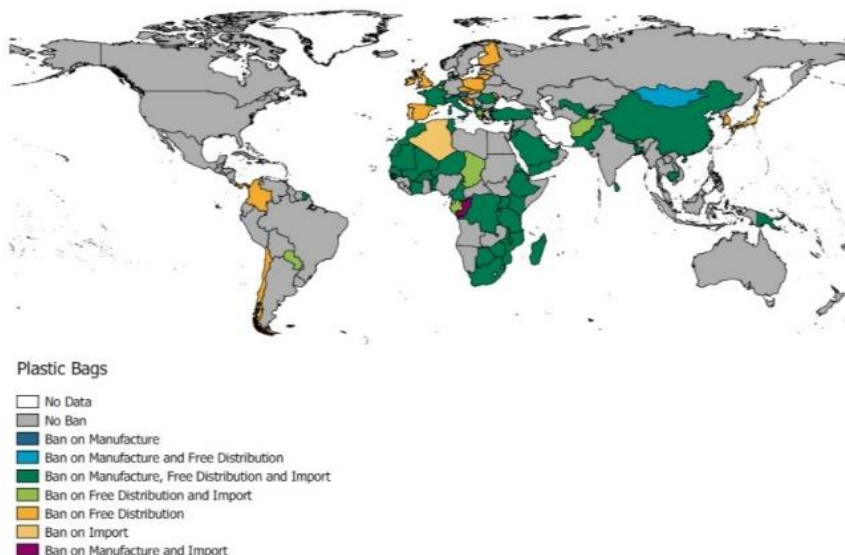 Plastic Bags
No Data
No Ban
Ban on Manufacture
Ban on Manufacture and Free Distribution
Ban on Manufacture, Free Distribution and Import
Ban on Free Distribution and Import
Ban on Free Distribution
Ban on Import
Ban on Manufacture and Import